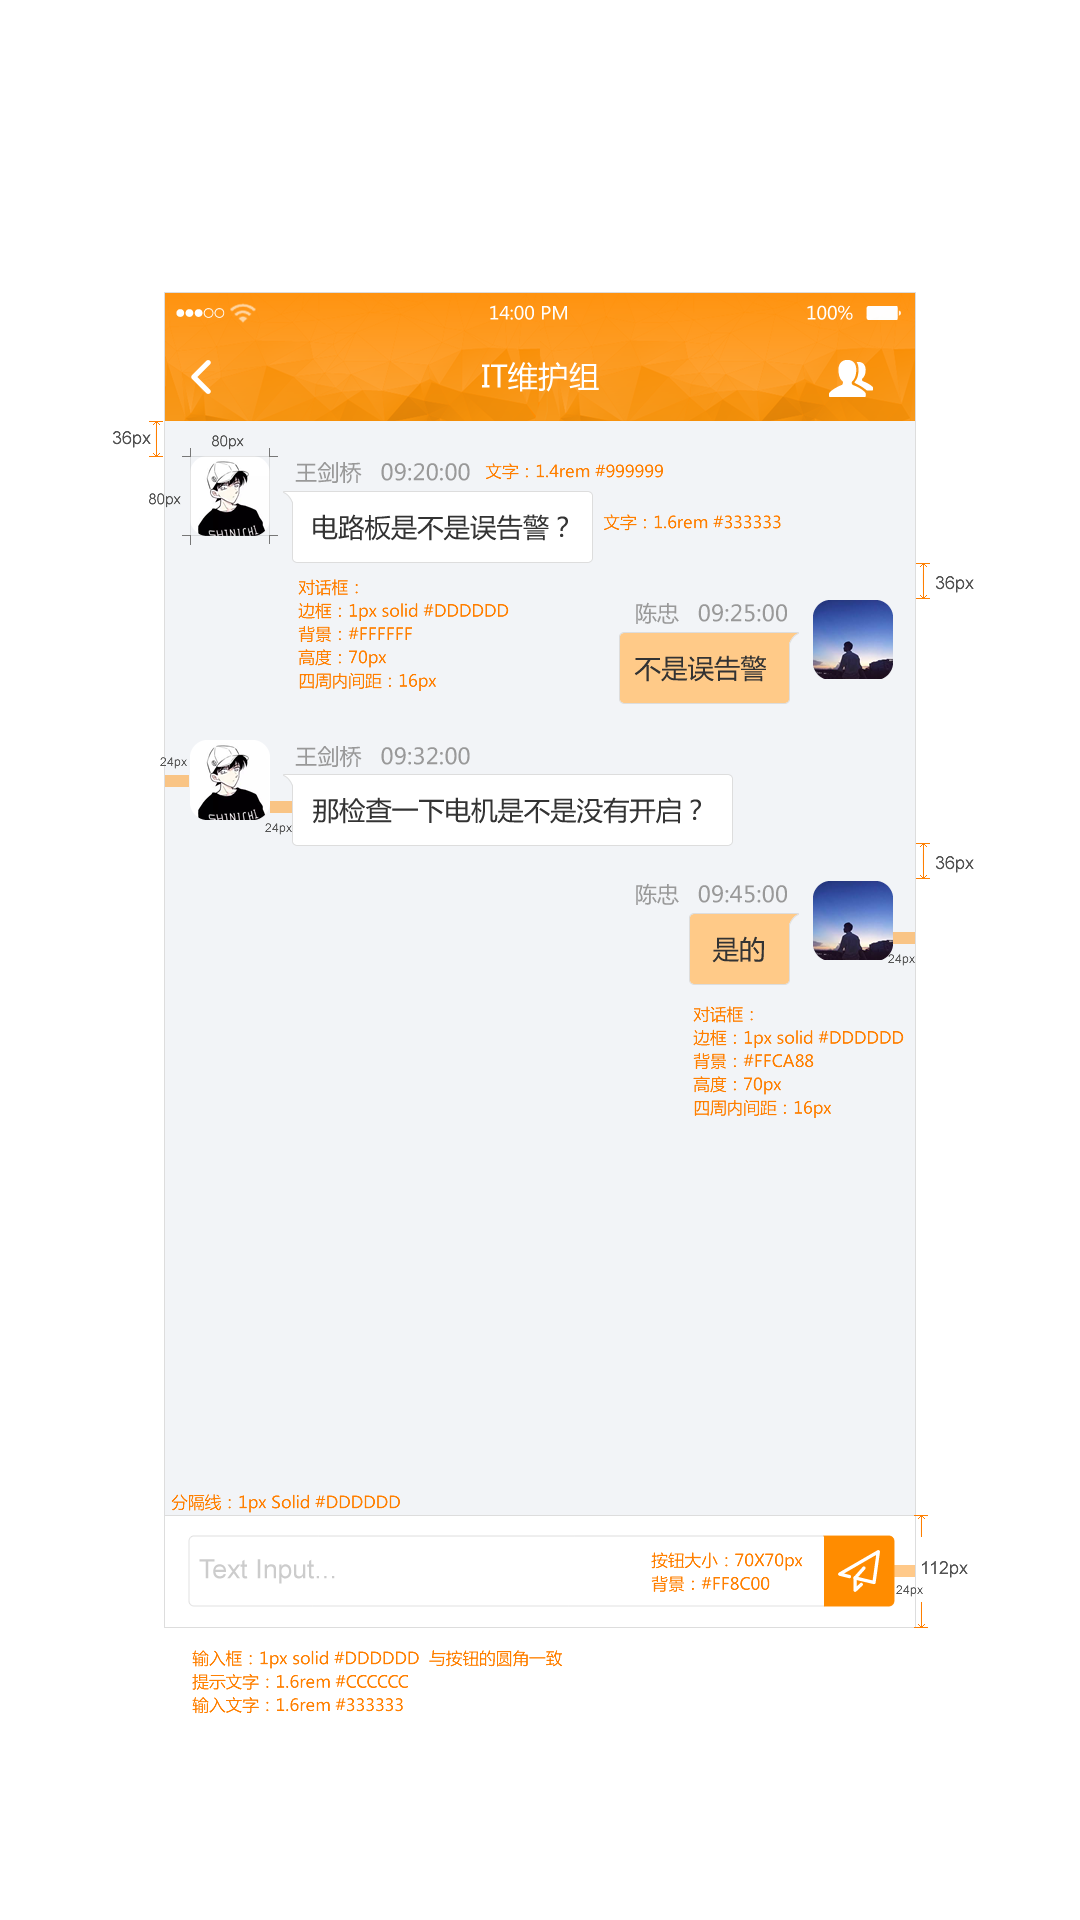 14:00 PM
100%
IT维护组
36px
80px
80px
王剑桥 09:20:00 文字：1.4rem #999999
电路板是不是误告警？
文字：1.6rem #333333
SHINICHI
36px
对话框：
边框：1px solid #DDDDDD
背景：#FFFFFF
高度：70px
四周内间距：16px
陈忠 09:25:00
不是误告警
王剑桥 09:32:00
24px
SHINICHI
24px
那检查一下电机是不是没有开启？
36px
陈忠 09:45:00
是的
24px
对话框：
边框：1px solid #DDDDDD
背景：#FFCA88
高度：70px
四周内间距：16px
分隔线：1px Solid #DDDDDD
Text Input...
按钮大小：70X70px
背景：#FF8C00
112px
24px
输入框：1px solid #DDDDDD 与按钮的圆角一致
提示文字：1.6rem #CCCCCC
输入文字：1.6rem #333333